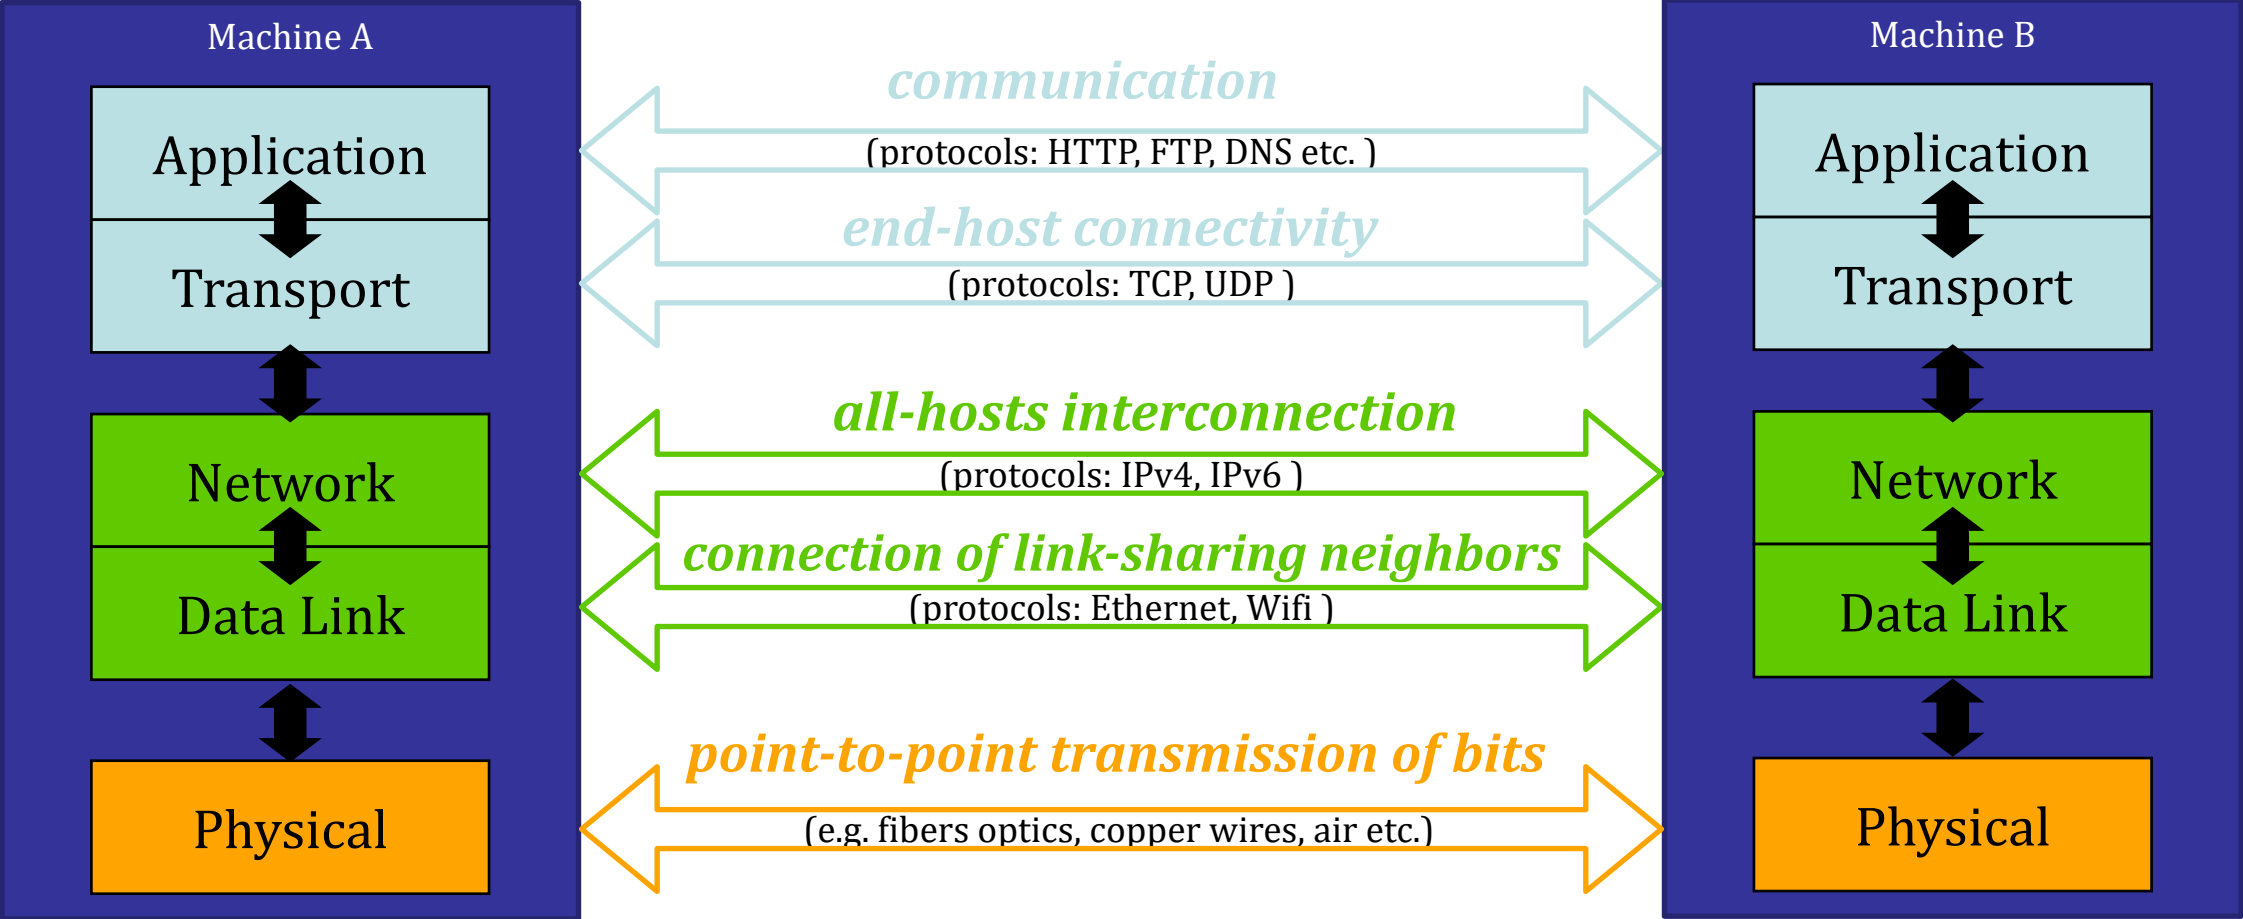 Machine A
Application
Transport
Network
Data Link
Physical
communication
(protocols: HTTP, FTP, DNS etc. )
end-host connectivity
(protocols: TCP, UDP )
all-hosts interconnection
(protocols: IPv4, IPv6 )
connection of link-sharing neighbors
(protocols: Ethernet, Wifi )
point-to-point transmission of bits
(e.g. fibers optics, copper wires, air etc.)
Machine B
Application
Transport
Network
Data Link
Physical